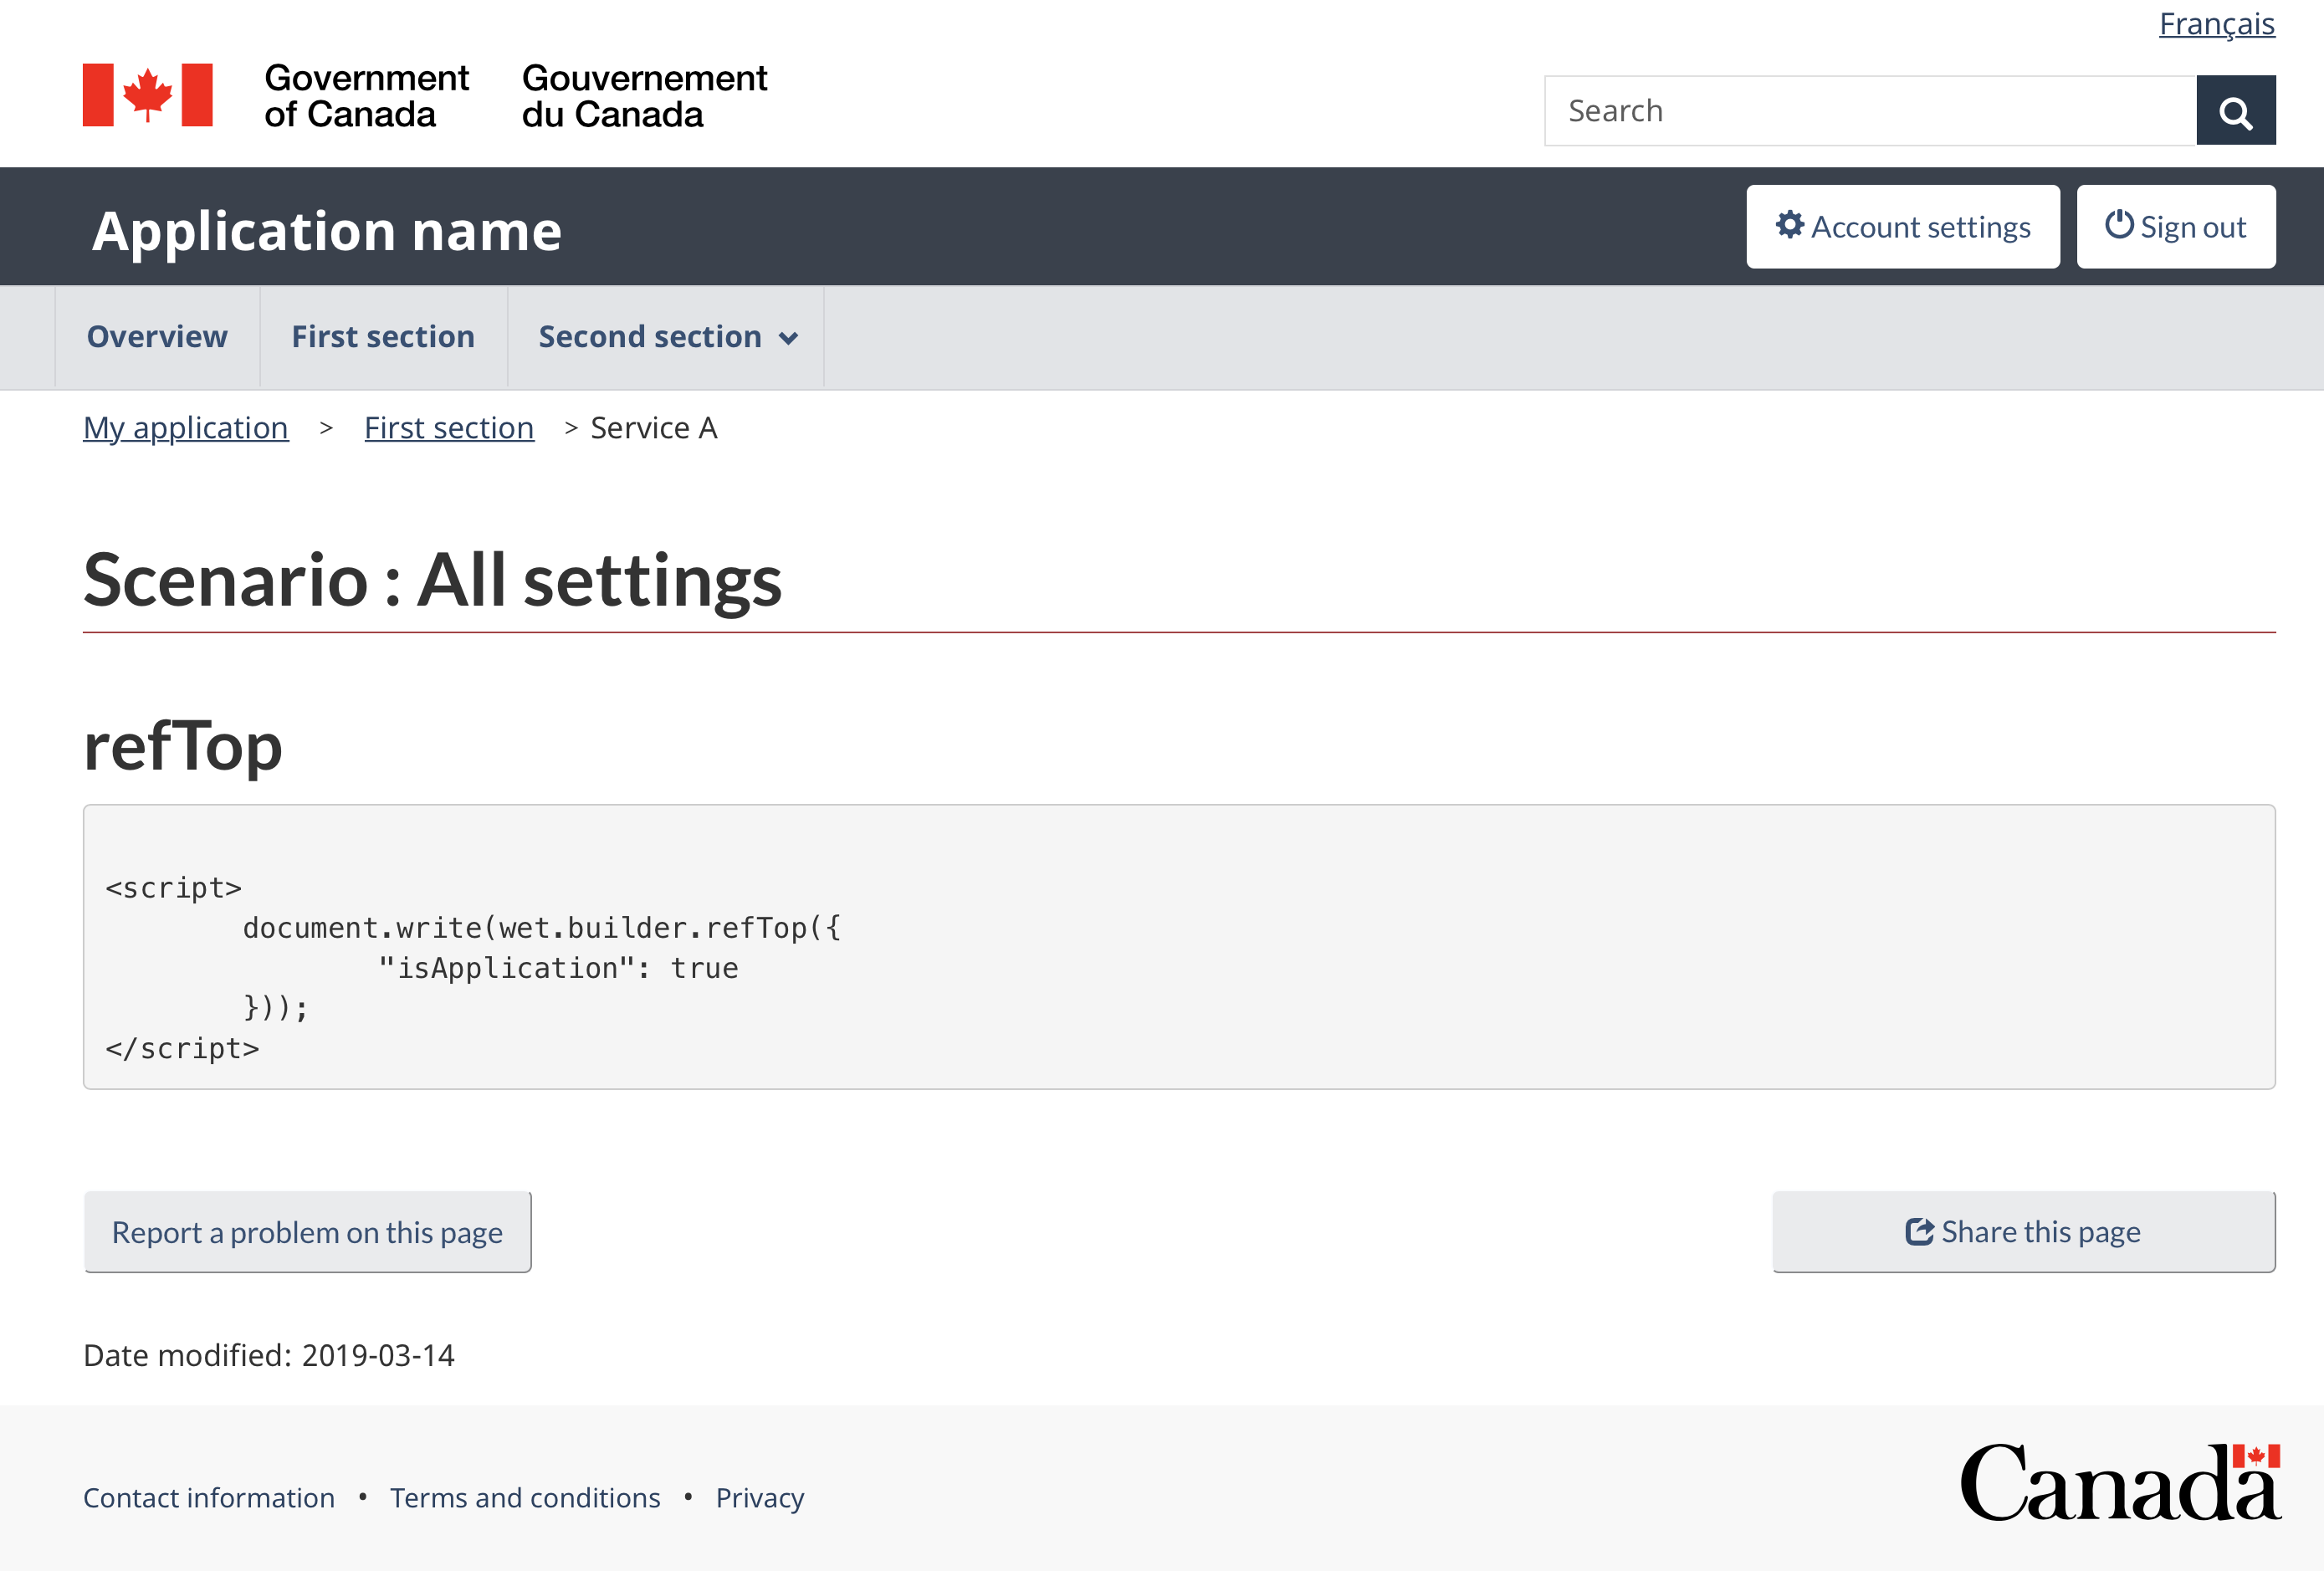 Français
Government of Canada
Gouvernement du Canada
Search
Application name
Account settings
Sign out
Overview
First section
Second section
My application > First section > Service A
Scenario : All settings
refTop
<script>
        document.write(wet.builder.refTop({
                "isApplication": true
        }));
</script>
Report a problem on this page
Share this page
Date modified: 2019-03-14
Contact information • Terms and conditions • Privacy
Canada